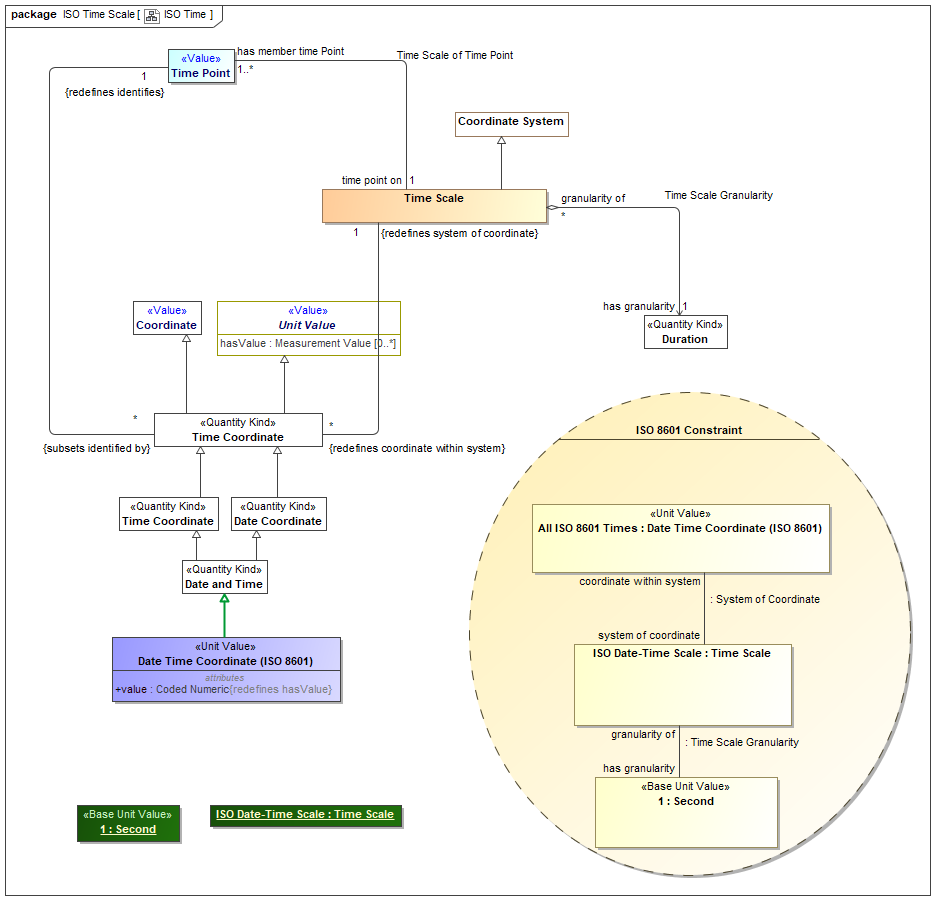 package ISO Time Scale [ ISO Time ]
«Value»
Time Point
has member time Point
1..*
Time Scale of Time Point
1
{redefines identifies}
Coordinate System
time point on
1
Time Scale
granularity of
*
Time Scale Granularity
1
{redefines system of coordinate}
has granularity
1
«Quantity Kind»
Duration
«Value»
Coordinate
«Value»
Unit Value
hasValue : Measurement Value [0..*]
*
{subsets identified by}
«Quantity Kind»
Time Coordinate
*
{redefines coordinate within system}
«Quantity Kind»
Time Coordinate
«Quantity Kind»
Date Coordinate
«Quantity Kind»
Date and Time
«Unit Value»
Date Time Coordinate (ISO 8601)
attributes
+value : Coded Numeric{redefines hasValue}
ISO 8601 Constraint
«Unit Value»
All ISO 8601 Times : Date Time Coordinate (ISO 8601)
coordinate within system
: System of Coordinate
system of coordinate
ISO Date-Time Scale : Time Scale
granularity of
: Time Scale Granularity
has granularity
«Base Unit Value»
1 : Second
«Base Unit Value»
1 : Second
ISO Date-Time Scale : Time Scale